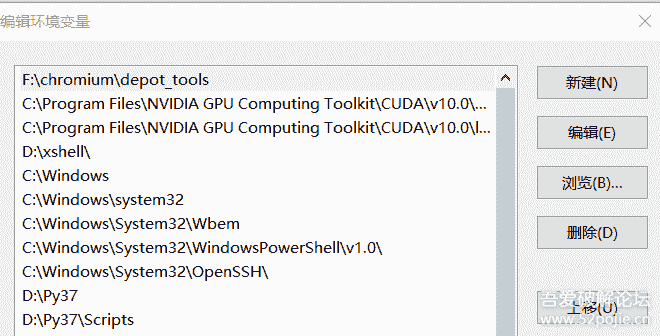 编辑环境变量
F:\chromium\depot_tools
C:\Program Files\NVIDIA GPU Computing Toolkit\CUDA\v10.0\...
C:\Program Files\NVIDIA GPU Computing Toolkit\CUDA\v10.0\l...
D:\xshell\
C:\Windows
C:\Windows\system32
C:\Windows\System32\Wbem
C:\Windows\System32\WindowsPowerShell\v1.0\
C:\Windows\System32\OpenSSH\
D:\Py37
D:\Py37\Scripts
新建(N)
编辑(E)
浏览(B)...
删除(D)
上移(U)
吾爱破解论坛
www.52pojie.cn